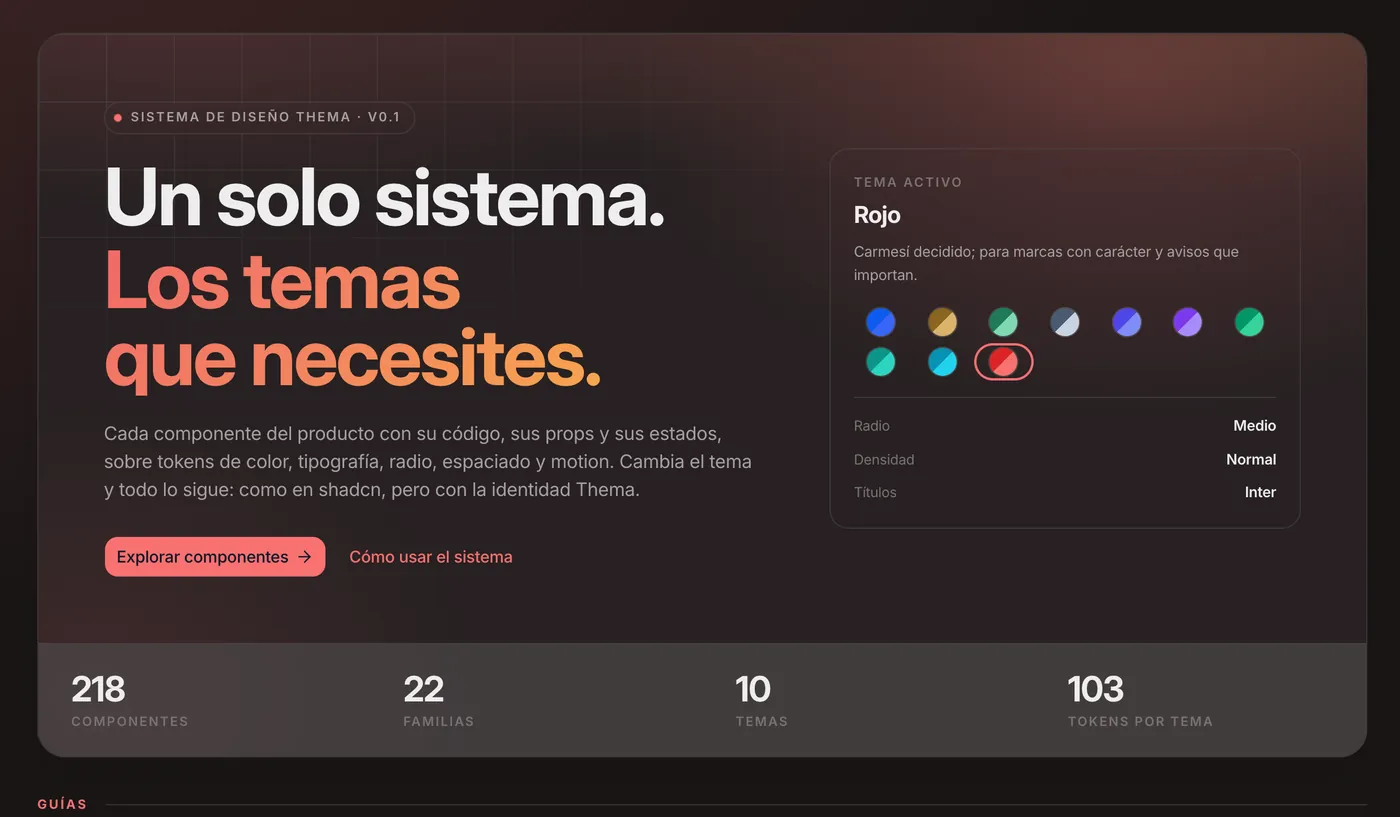 SISTEMA DE DISEÑO THEMA · V0.1
Un solo sistema.
Los temas
que necesites.
Cada componente del producto con su código, sus props y sus estados,
sobre tokens de color, tipografía, radio, espaciado y motion. Cambia el tema
y todo lo sigue: como en shadcn, pero con la identidad Thema.
Explorar componentes →
Cómo usar el sistema
TEMA ACTIVO
Rojo
Carmesí decidido; para marcas con carácter y avisos que
importan.
Radio Medio
Densidad Normal
Títulos Inter
218
COMPONENTES
22
FAMILIAS
10
TEMAS
103
TOKENS POR TEMA
GUÍAS